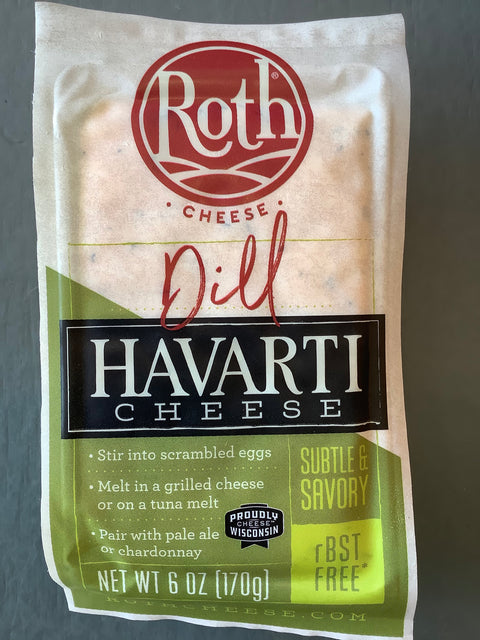 Roth®
• CHEESE •
Dill
HAVARTI
CHEESE
• Stir into scrambled eggs
• Melt in a grilled cheese
or on a tuna melt
• Pair with pale ale
or chardonnay
SUBTLE &
SAVORY
PROUDLY
CHEESE
WISCONSIN
rBST
FREE*
NET WT 6 OZ (170g)
ROTHCHEESE.COM